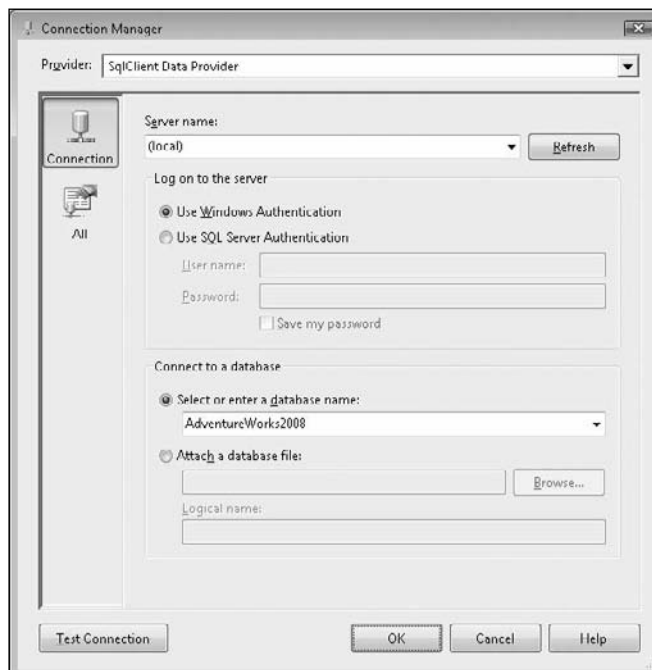 Connection Manager
Provider: SqlClient Data Provider
Connection
All
Server name:
(local)
Refresh
Log on to the server
Use Windows Authentication
Use SQL Server Authentication
User name:
Password:
Save my password
Connect to a database
Select or enter a database name:
AdventureWorks2008
Attach a database file:
Browse...
Logical name:
Test Connection
OK
Cancel
Help